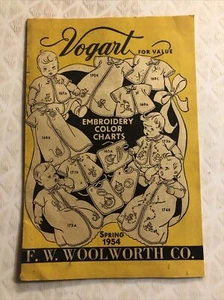 Vogart
FOR VALUE
EMBROIDERY
COLOR
CHARTS
SPRING
1954
F. W. WOOLWORTH CO.